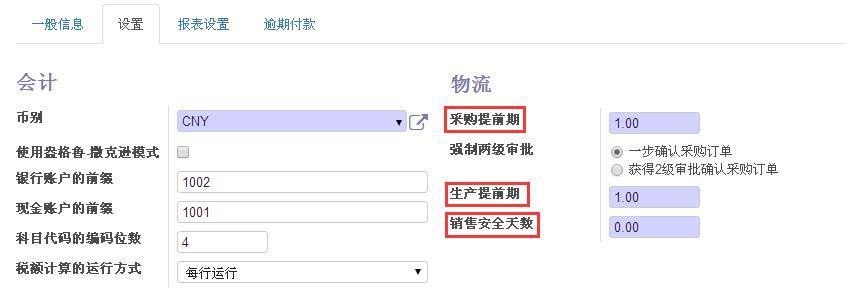 一般信息 设置 报表设置 逾期付款
会计
币别 CNY
使用盎格鲁-撒克逊模式
银行账户的前缀 1002
现金账户的前缀 1001
科目代码的编码位数 4
税额计算的运行方式 每行运行
物流
采购提前期 1.00
强制两级审批 一步确认采购订单
获得2级审批确认采购订单
生产提前期 1.00
销售安全天数 0.00